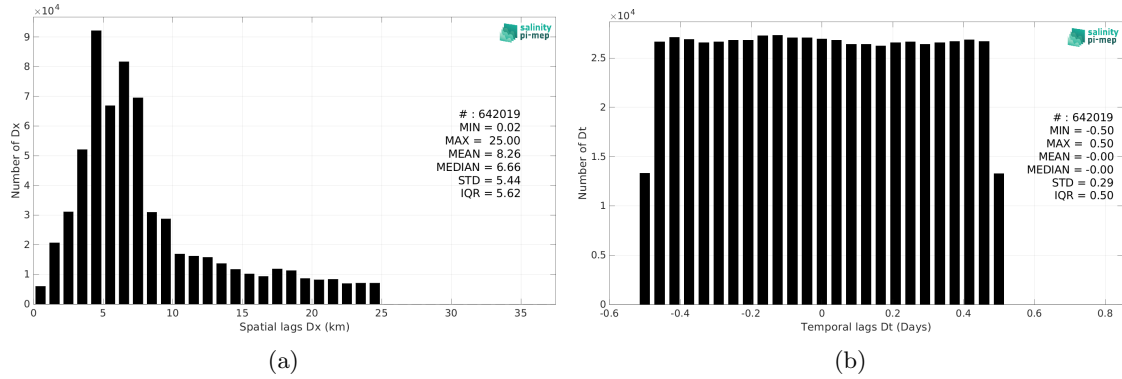 ×10⁴
salinity
pi-mep
9
8
7
6
5
4
3
2
1
0
Number of Dx
# : 642019
MIN = 0.02
MAX = 25.00
MEAN = 8.26
MEDIAN = 6.66
STD = 5.44
IQR = 5.62
0 5 10 15 20 25 30 35
Spatial lags Dx (km)
(a)
×10⁴
salinity
pi-mep
2.5
2
1.5
1
0.5
0
Number of Dt
# : 642019
MIN = -0.50
MAX = 0.50
MEAN = -0.00
MEDIAN = -0.00
STD = 0.29
IQR = 0.50
-0.6 -0.4 -0.2 0 0.2 0.4 0.6 0.8
Temporal lags Dt (Days)
(b)